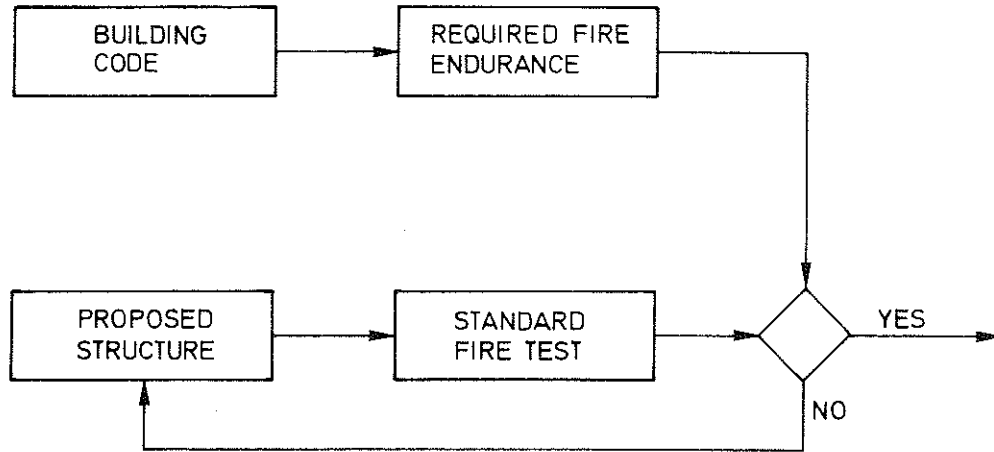 BUILDING
CODE
REQUIRED FIRE
ENDURANCE
PROPOSED
STRUCTURE
STANDARD
FIRE TEST
YES
NO